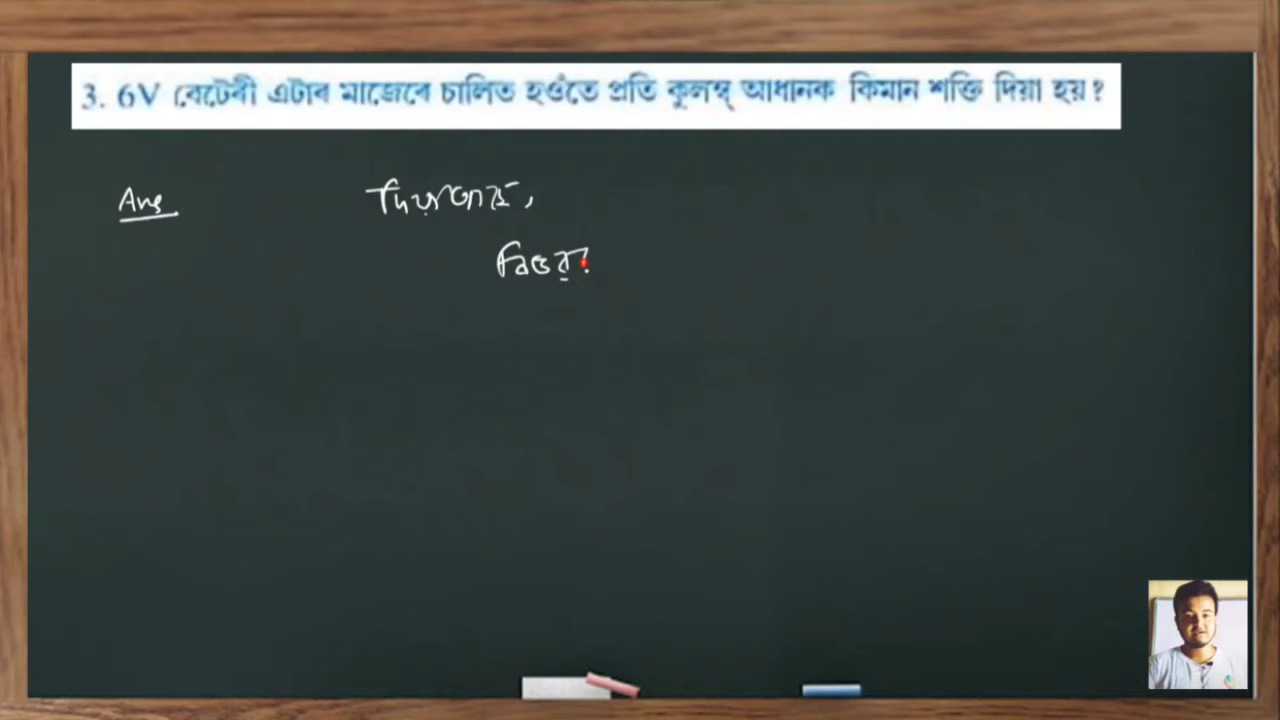 3. 6V বেটেৰী এটাৰ মাজেৰে চালিত হওঁতে প্ৰতি কুলম্ব্ আধানক কিমান শক্তি দিয়া হয়?
Ans দিয়া আছে,
বিভৱ